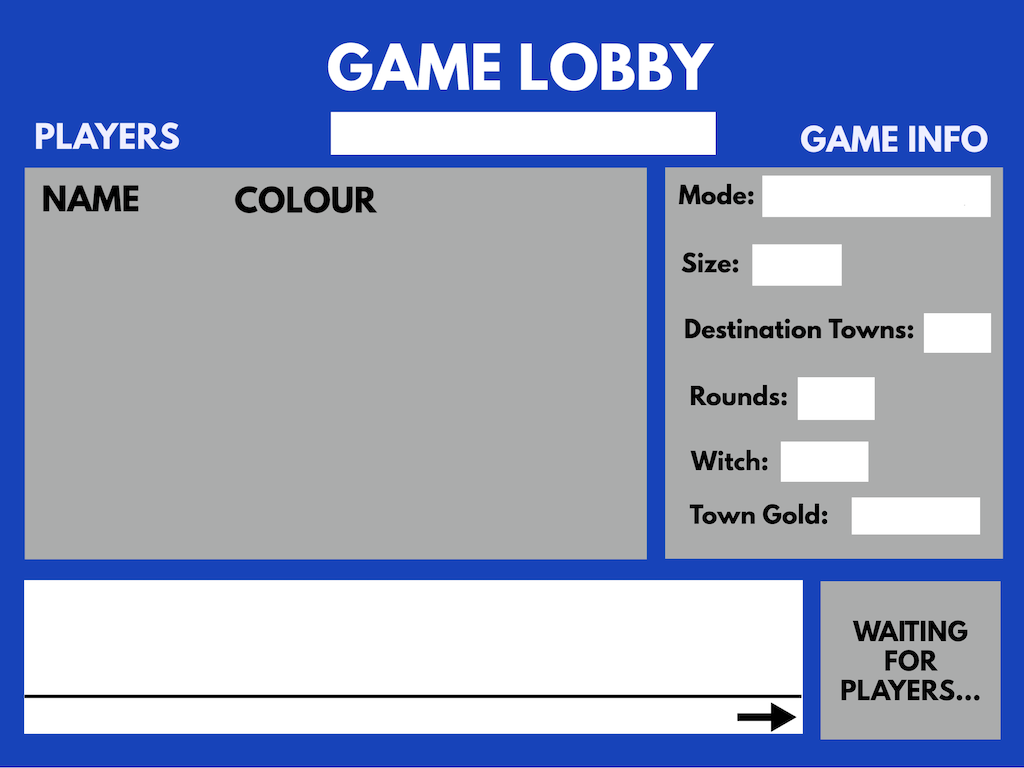 GAME LOBBY
PLAYERS
GAME INFO
NAME COLOUR
Mode:
Size:
Destination Towns:
Rounds:
Witch:
Town Gold:
WAITING
FOR
PLAYERS...